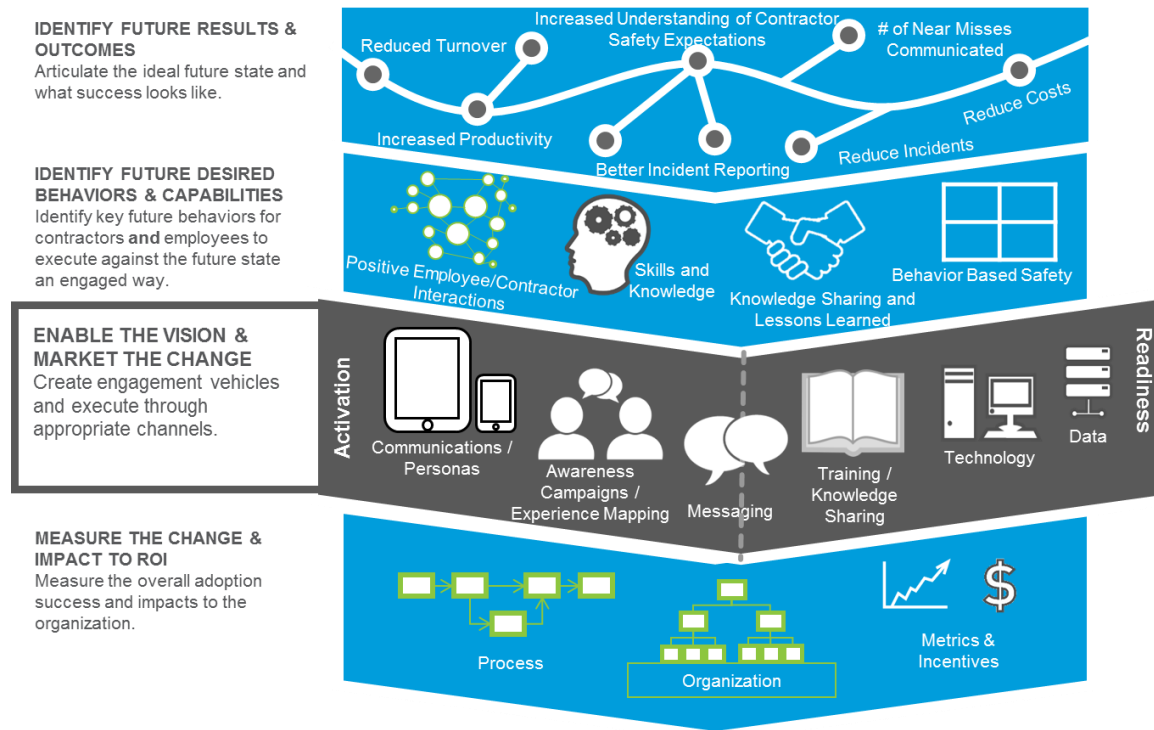 IDENTIFY FUTURE RESULTS &
OUTCOMES
Articulate the ideal future state and
what success looks like.
Reduced Turnover
Increased Understanding of Contractor
Safety Expectations
# of Near Misses
Communicated
Increased Productivity
Better Incident Reporting
Reduce Incidents
Reduce Costs
IDENTIFY FUTURE DESIRED
BEHAVIORS & CAPABILITIES
Identify key future behaviors for
contractors and employees to
execute against the future state
an engaged way.
Positive Employee/Contractor
Interactions
Skills and
Knowledge
Knowledge Sharing and
Lessons Learned
Behavior Based Safety
ENABLE THE VISION &
MARKET THE CHANGE
Create engagement vehicles
and execute through
appropriate channels.
Activation
Communications /
Personas
Awareness
Campaigns /
Experience Mapping
Messaging
Training /
Knowledge
Sharing
Technology
Data
Readiness
MEASURE THE CHANGE &
IMPACT TO ROI
Measure the overall adoption
success and impacts to the
organization.
Process
Organization
$
Metrics &
Incentives